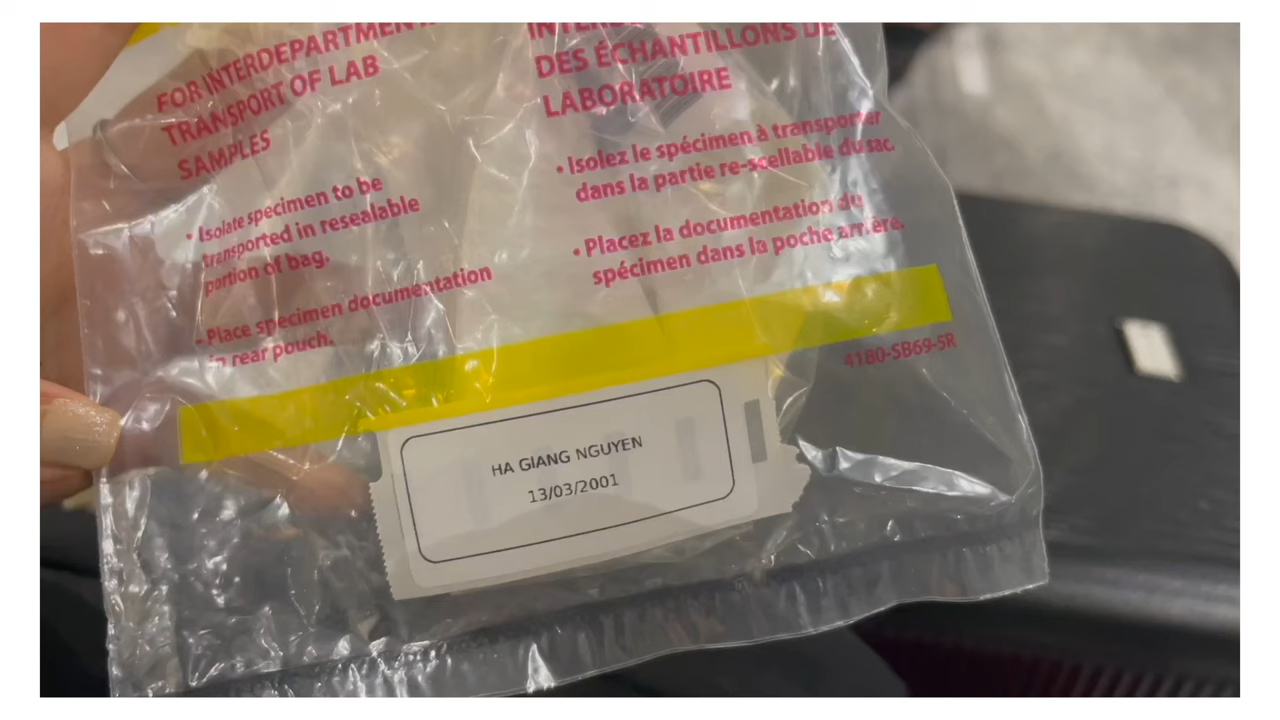 FOR INTERDEPARTMEN
TRANSPORT OF LAB
SAMPLES
• Isolate specimen to be
transported in resealable
portion of bag.
• Place specimen documentation
in rear pouch.
DES ÉCHANTILLONS DE
LABORATOIRE
• Isolez le spécimen à transporter
dans la partie re-scellable du sac.
• Placez la documentation du
spécimen dans la poche arrière.
4180-SB69-5R
HA GIANG NGUYEN
13/03/2001